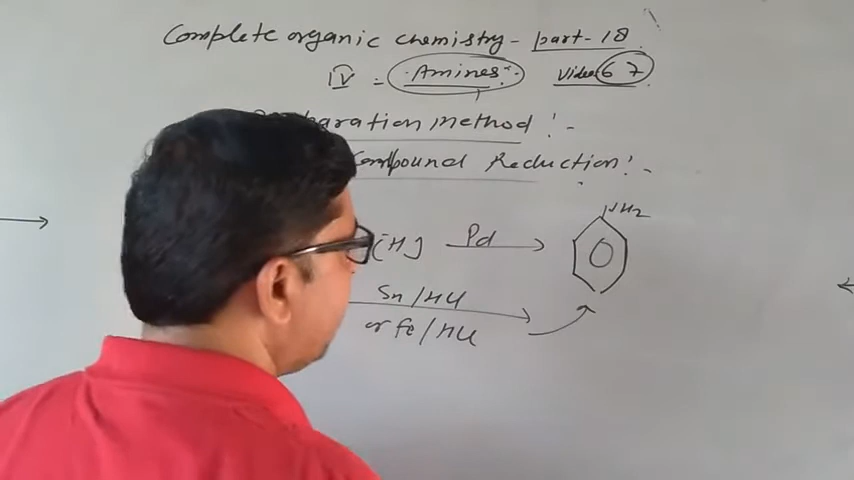 Complete organic chemistry - part - 18
IV = Amines Video 67
Method :-
Compound Reduction :-
[H] Pd NH2
Sn / HCl
or Fe / HCl